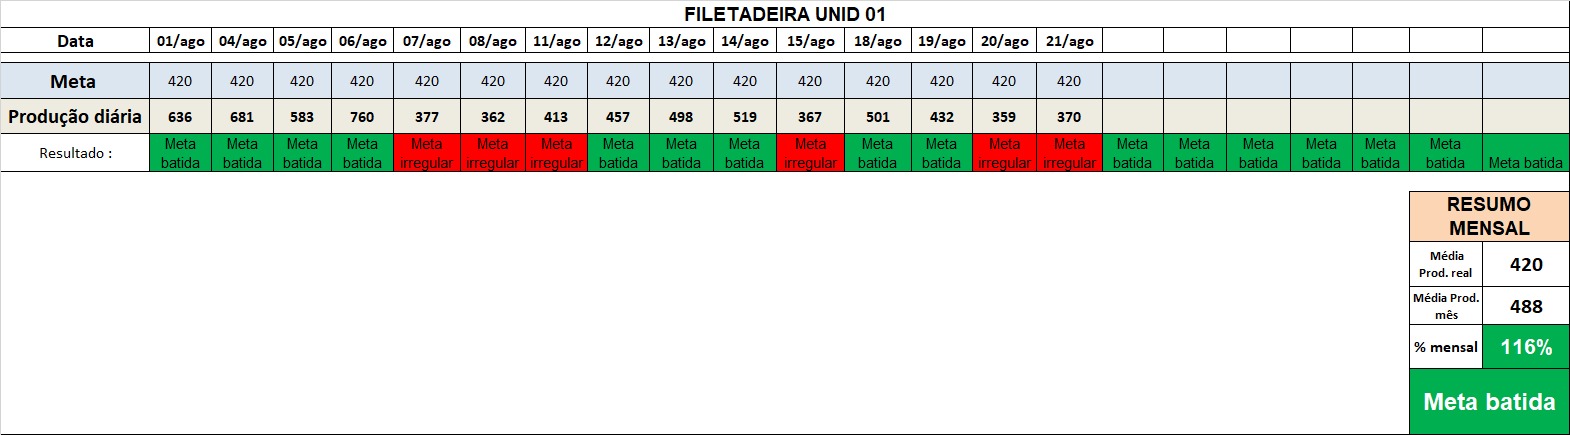 FILETADEIRA UNID 01
Data 01/ago 04/ago 05/ago 06/ago 07/ago 08/ago 11/ago 12/ago 13/ago 14/ago 15/ago 18/ago 19/ago 20/ago 21/ago
Meta 420 420 420 420 420 420 420 420 420 420 420 420 420 420 420
Produção diária 636 681 583 760 377 362 413 457 498 519 367 501 432 359 370
Resultado : Meta batida Meta batida Meta batida Meta batida Meta irregular Meta irregular Meta irregular Meta batida Meta batida Meta batida Meta irregular Meta batida Meta batida Meta irregular Meta irregular Meta batida Meta batida Meta batida Meta batida Meta batida Meta batida Meta batida
RESUMO
MENSAL
Média
Prod. real 420
Média Prod.
mês 488
% mensal 116%
Meta batida